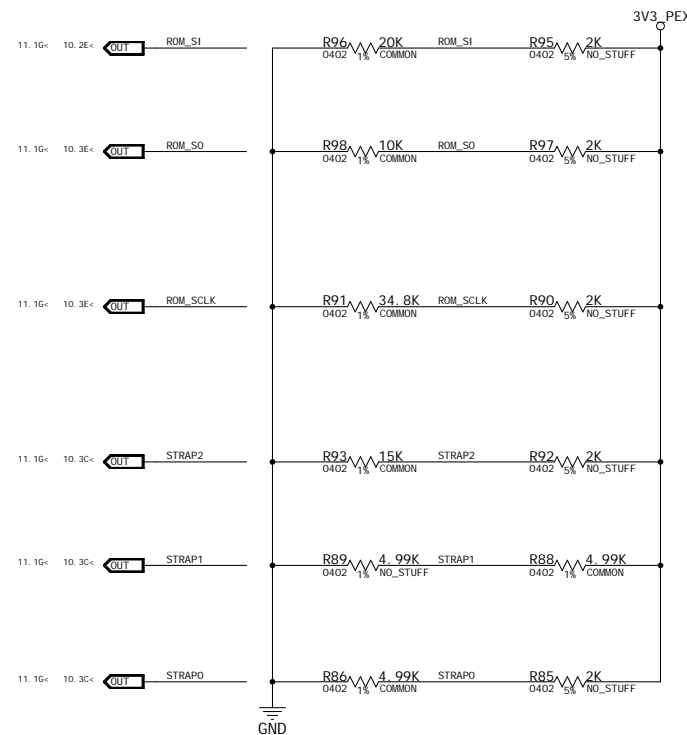 3V3_PEX
11.1G< 10.2E< OUT ROM_SI R96 20K ROM_SI R95 2K
0402 1% COMMON 0402 5% NO_STUFF
11.1G< 10.3E< OUT ROM_SO R98 10K ROM_SO R97 2K
0402 1% COMMON 0402 5% NO_STUFF
11.1G< 10.3E< OUT ROM_SCLK R91 34.8K ROM_SCLK R90 2K
0402 1% COMMON 0402 5% NO_STUFF
11.1G< 10.3C< OUT STRAP2 R93 15K STRAP2 R92 2K
0402 1% COMMON 0402 5% NO_STUFF
11.1G< 10.3C< OUT STRAP1 R89 4.99K STRAP1 R88 4.99K
0402 1% NO_STUFF 0402 1% COMMON
11.1G< 10.3C< OUT STRAP0 R86 4.99K STRAP0 R85 2K
0402 1% COMMON 0402 5% NO_STUFF
GND